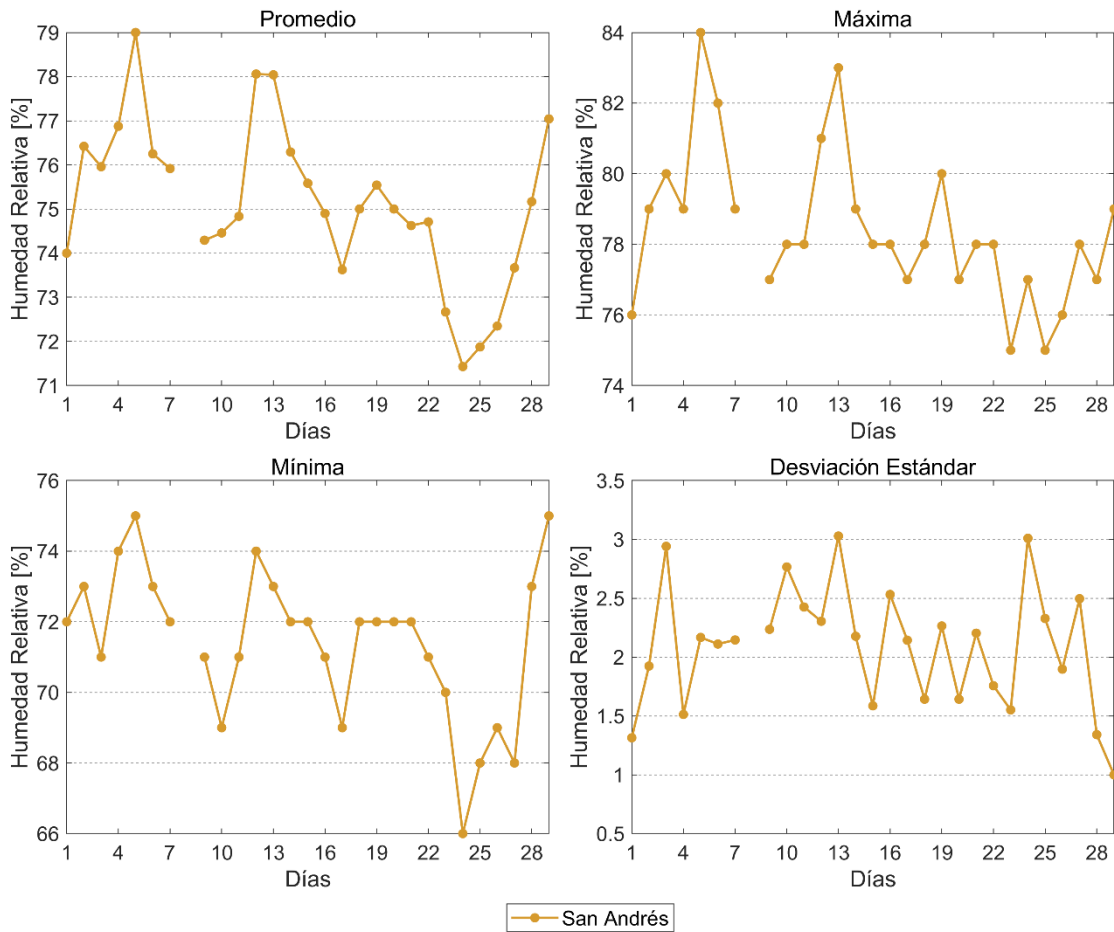 Promedio
79
78
77
76
75
74
73
72
71
Humedad Relativa [%]
1 4 7 10 13 16 19 22 25 28
Días
Máxima
84
82
80
78
76
74
Humedad Relativa [%]
1 4 7 10 13 16 19 22 25 28
Días
Mínima
76
74
72
70
68
66
Humedad Relativa [%]
1 4 7 10 13 16 19 22 25 28
Días
Desviación Estándar
3.5
3
2.5
2
1.5
1
0.5
Humedad Relativa [%]
1 4 7 10 13 16 19 22 25 28
Días
San Andrés